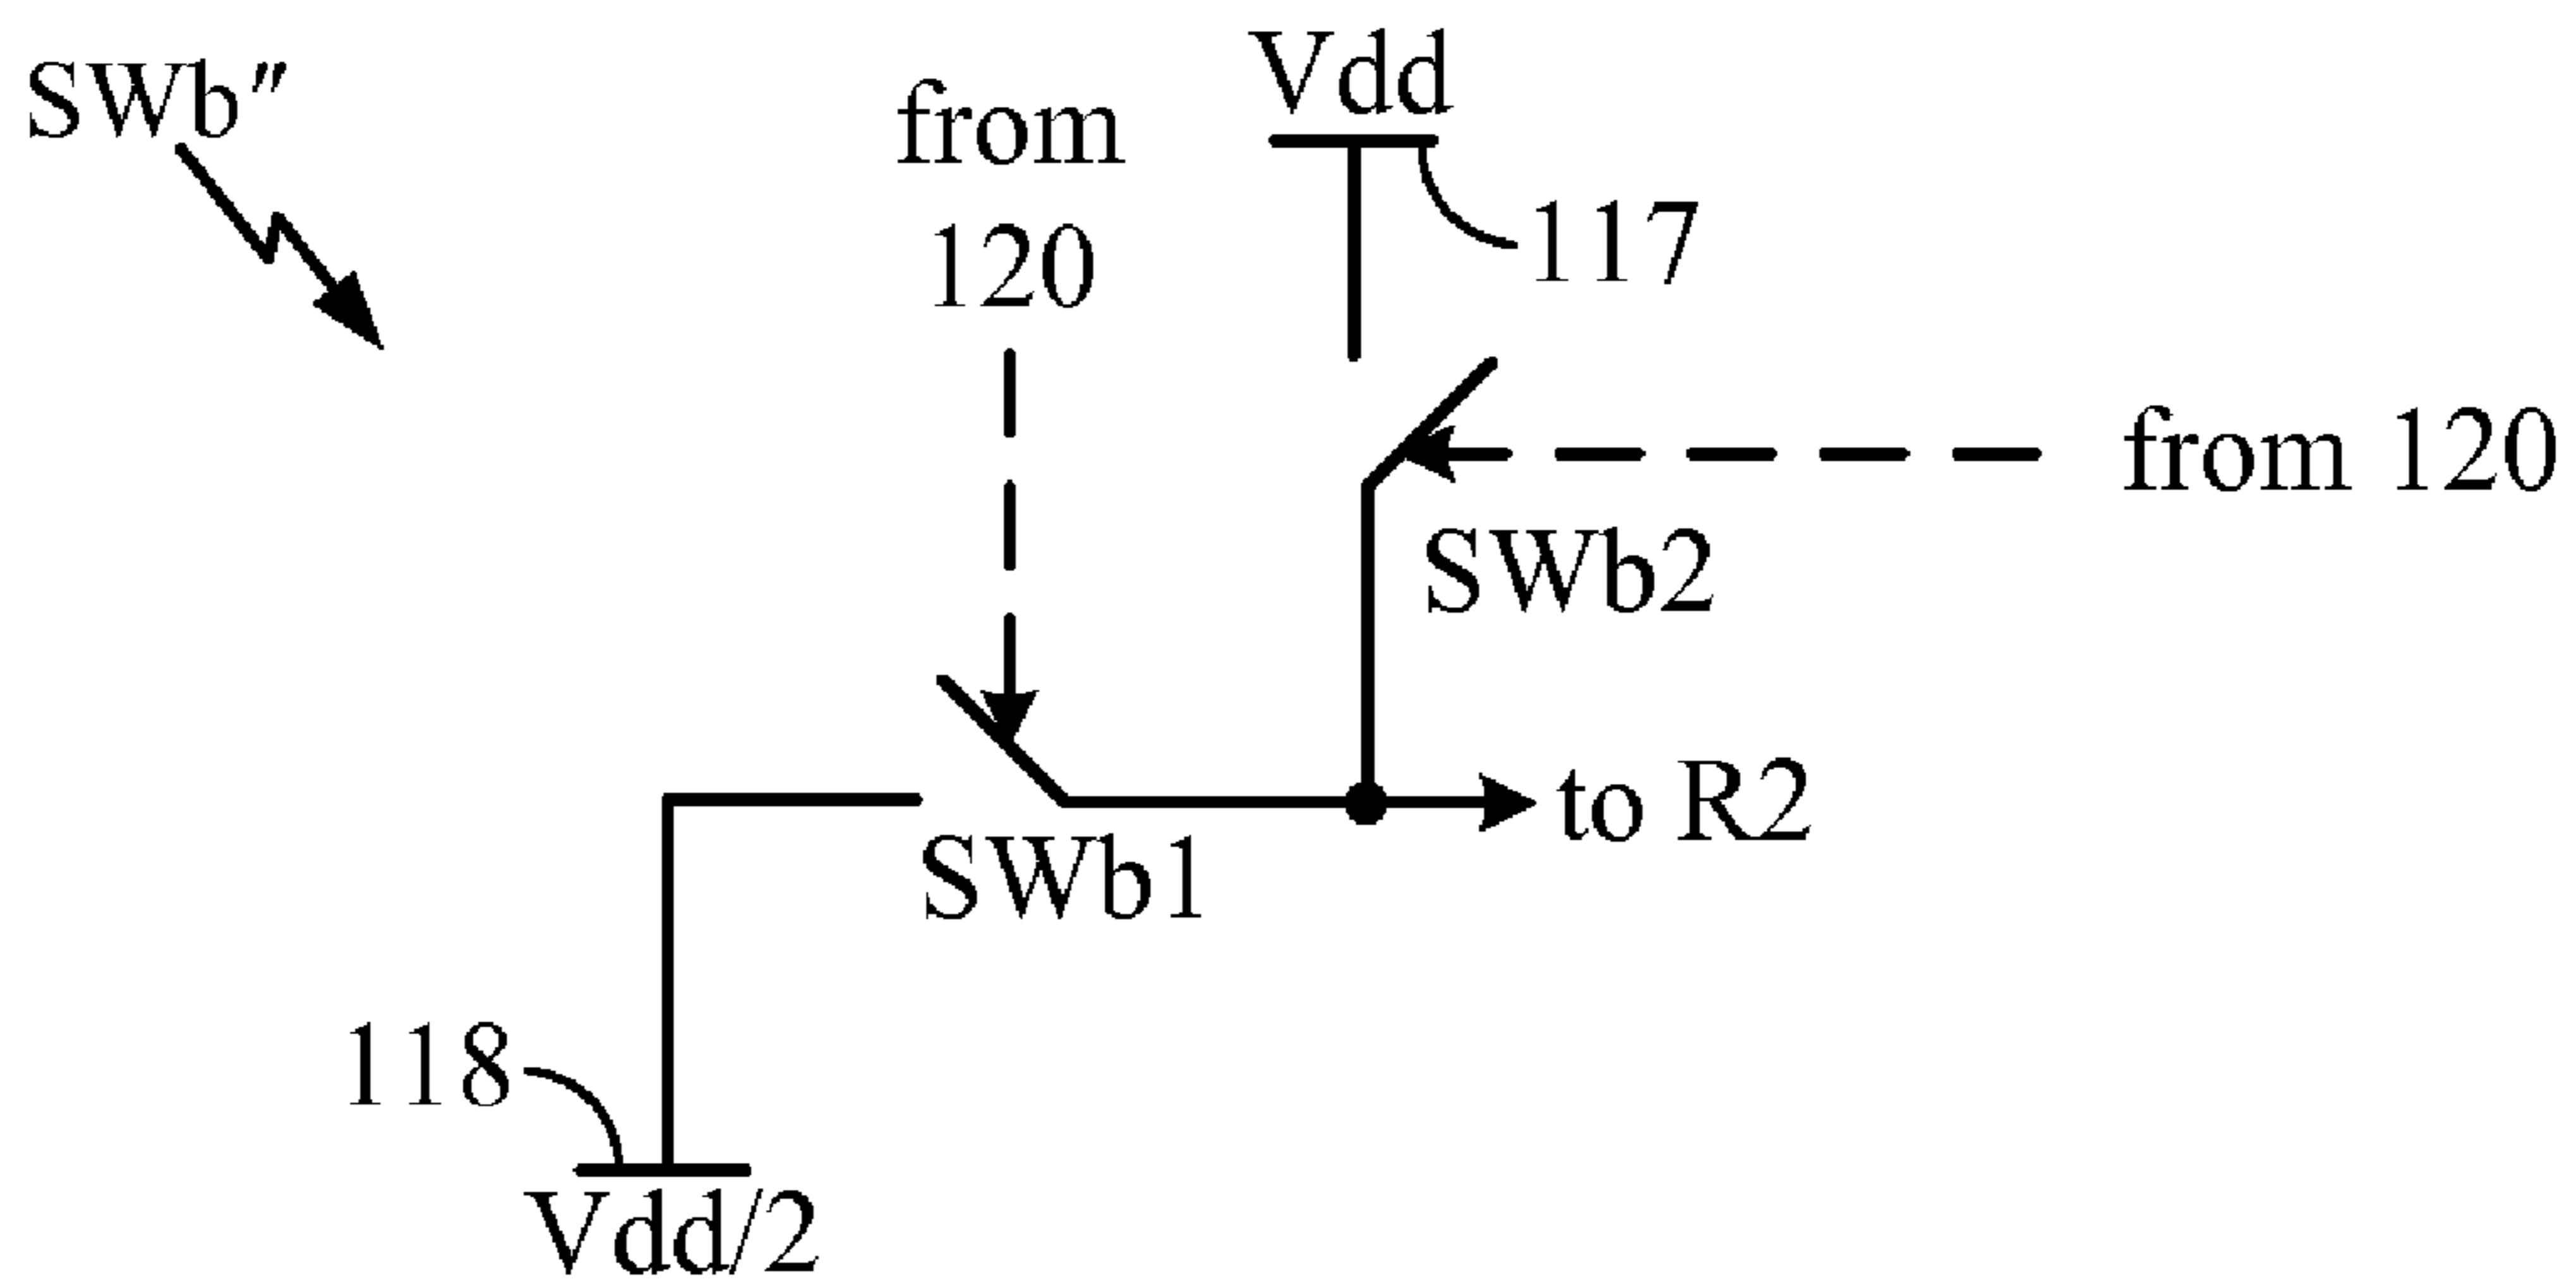 SWb″
from
120
Vdd
117
from 120
SWb2
to R2
SWb1
118
Vdd/2